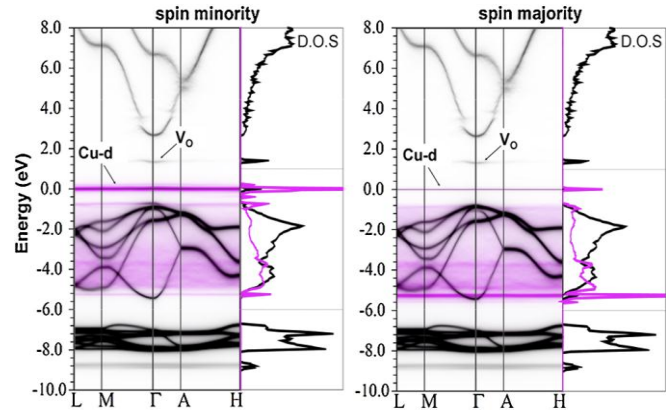 spin minority
spin majority
8.0
6.0
4.0
2.0
0.0
-2.0
-4.0
-6.0
-8.0
-10.0
Energy (eV)
D.O.S
Vo
Cu-d
L M Γ A H
8.0
6.0
4.0
2.0
0.0
-2.0
-4.0
-6.0
-8.0
-10.0
D.O.S
Vo
Cu-d
L M Γ A H